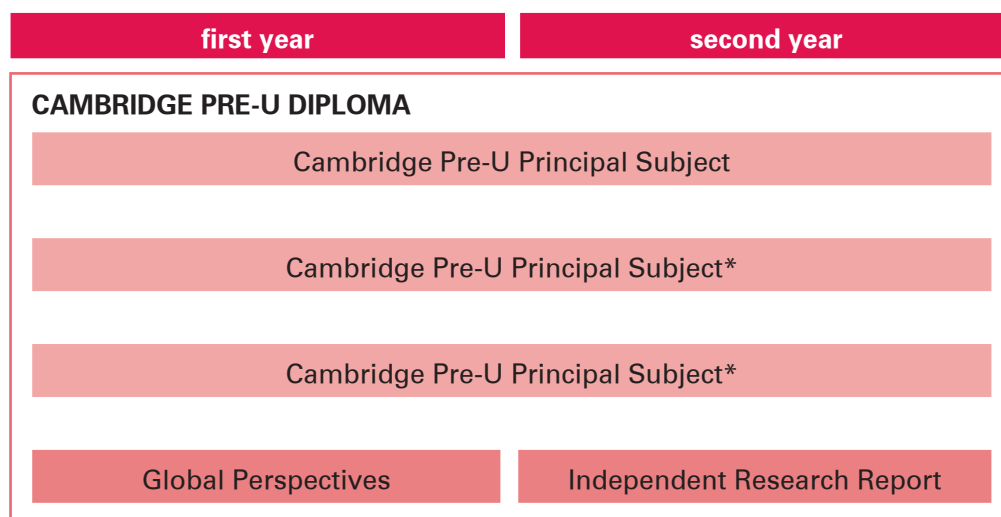 first year
second year
CAMBRIDGE PRE-U DIPLOMA
Cambridge Pre-U Principal Subject
Cambridge Pre-U Principal Subject*
Cambridge Pre-U Principal Subject*
Global Perspectives
Independent Research Report